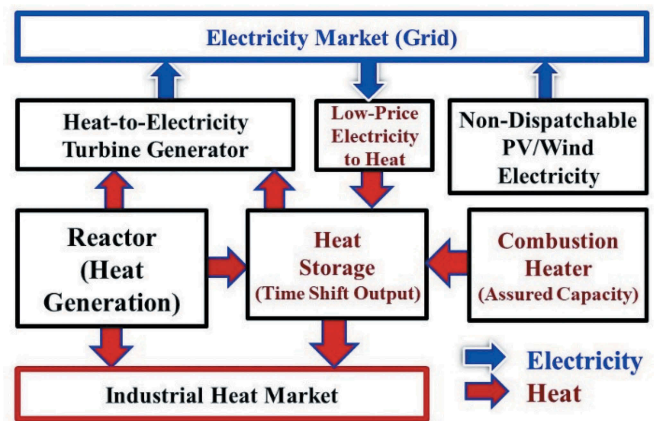 Electricity Market (Grid)
Heat-to-Electricity
Turbine Generator
Low-Price
Electricity
to Heat
Non-Dispatchable
PV/Wind
Electricity
Reactor
(Heat
Generation)
Heat
Storage
(Time Shift Output)
Combustion
Heater
(Assured Capacity)
Industrial Heat Market
Electricity
Heat